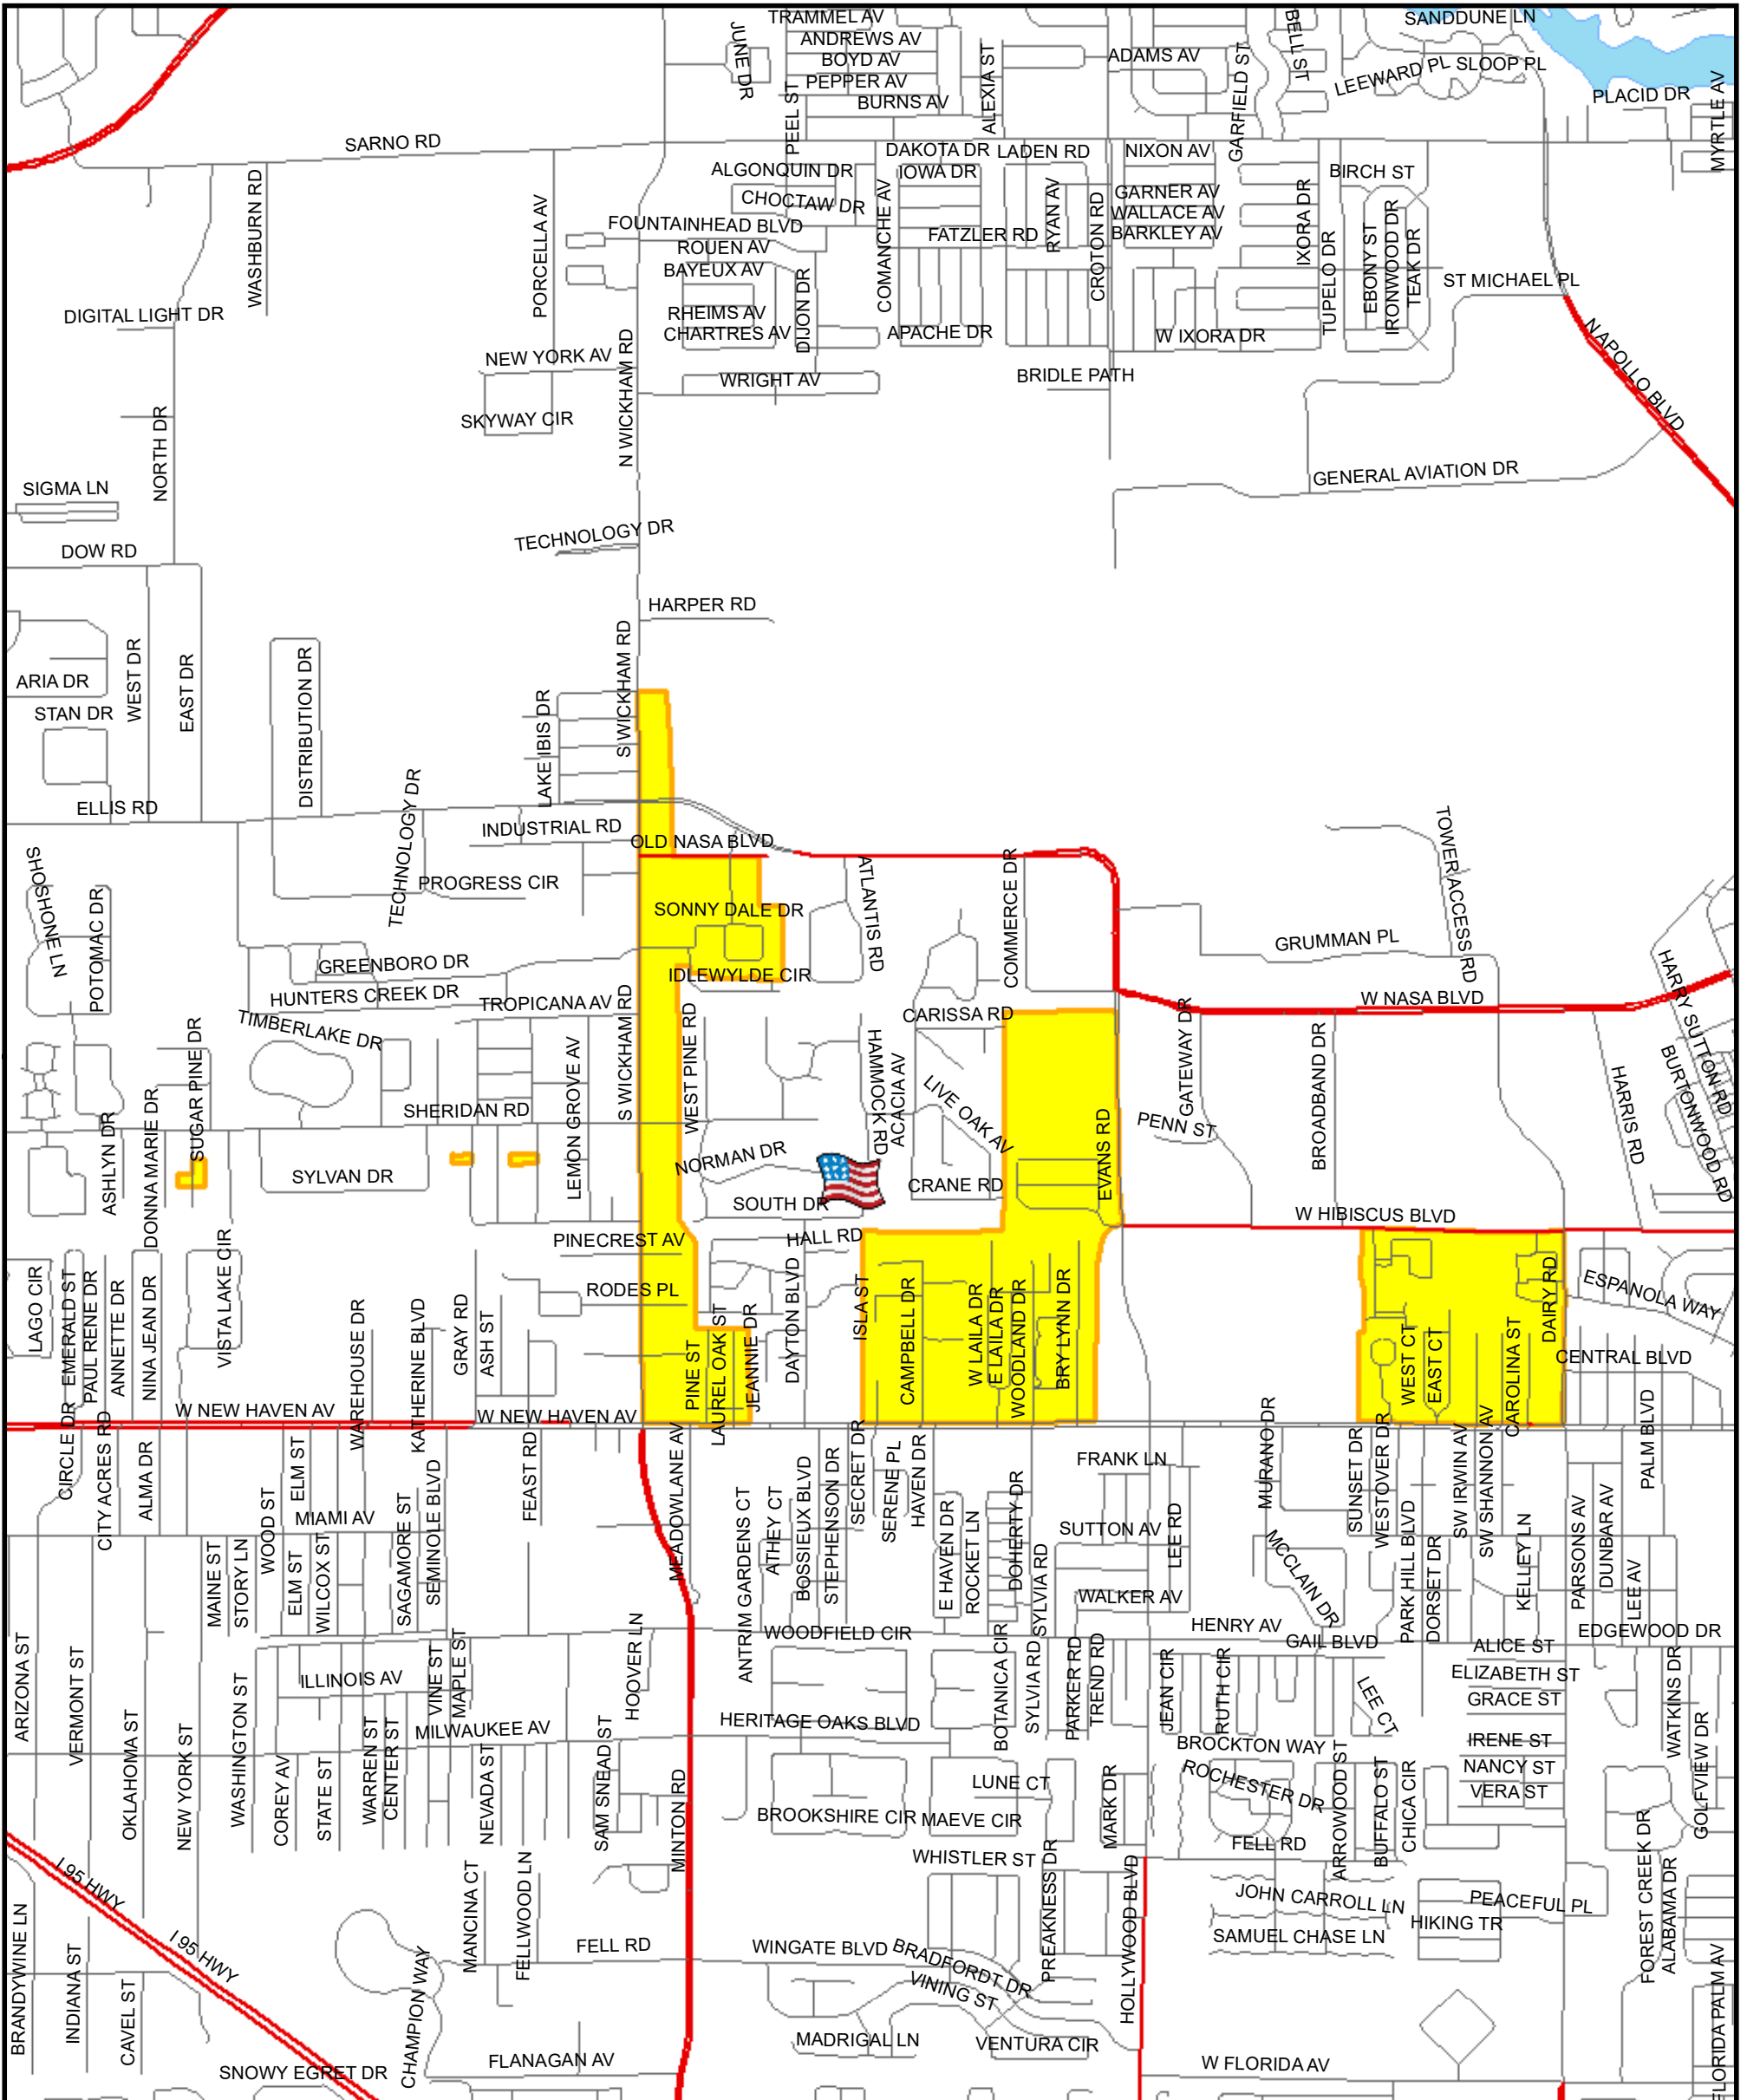 TRAMMEL AV
ANDREWS AV
BOYD AV
PEPPER AV
BURNS AV
JUNE DR
PEEL ST
ALEXIA ST
ADAMS AV
GARFIELD ST
BELL ST
SANDDUNE LN
LEEWARD PL
SLOOP PL
PLACID DR
MYRTLE AV
SARNO RD
WASHBURN RD
PORCELLA AV
ALGONQUIN DR
CHOCTAW DR
FOUNTAINHEAD BLVD
ROUEN AV
BAYEUX AV
RHEIMS AV
CHARTRES AV
DIJON DR
COMANCHE AV
DAKOTA DR
IOWA DR
LADEN RD
FATZLER RD
RYAN AV
CROTON RD
NIXON AV
GARNER AV
WALLACE AV
BARKLEY AV
IXORA DR
TUPELO DR
BIRCH ST
EBONY ST
IRONWOOD DR
TEAK DR
ST MICHAEL PL
APACHE DR
W IXORA DR
DIGITAL LIGHT DR
NEW YORK AV
SKYWAY CIR
N WICKHAM RD
WRIGHT AV
BRIDLE PATH
N APOLLO BLVD
NORTH DR
SIGMA LN
GENERAL AVIATION DR
TECHNOLOGY DR
DOW RD
HARPER RD
ARIA DR
STAN DR
WEST DR
EAST DR
DISTRIBUTION DR
LAKE IBIS DR
S WICKHAM RD
ELLIS RD
TECHNOLOGY DR
INDUSTRIAL RD
OLD NASA BLVD
PROGRESS CIR
SHOSHONE LN
POTOMAC DR
SONNY DALE DR
ATLANTIS RD
COMMERCE DR
TOWER ACCESS RD
GRUMMAN PL
GREENBORO DR
IDLEWYLDE CIR
HUNTERS CREEK DR
TROPICANA AV
TIMBERLAKE DR
S WICKHAM RD
WEST PINE RD
CARISSA RD
HAMMOCK RD
ACACIA AV
LIVE OAK AV
W NASA BLVD
GATEWAY DR
BROADBAND DR
HARRY SUTTON RD
BURTONWOOD RD
HARRIS RD
SUGAR PINE DR
SHERIDAN RD
LEMON GROVE AV
ASHLYN DR
DONNA MARIE DR
SYLVAN DR
NORMAN DR
SOUTH DR
CRANE RD
EVANS RD
PENN ST
W HIBISCUS BLVD
PINECREST AV
HALL RD
RODES PL
LAGO CIR
EMERALD ST
PAUL RENE DR
ANNETTE DR
NINA JEAN DR
VISTA LAKE CIR
WAREHOUSE DR
KATHERINE BLVD
GRAY RD
ASH ST
PINE ST
LAUREL OAK ST
JEANNIE DR
DAYTON BLVD
ISLA ST
CAMPBELL DR
W LAILA DR
E LAILA DR
WOODLAND DR
BRY LYNN DR
WEST CT
EAST CT
CAROLINA ST
DAIRY RD
ESPANOLA WAY
CENTRAL BLVD
W NEW HAVEN AV
W NEW HAVEN AV
CIRCLE DR
CITY ACRES RD
ALMA DR
ELM ST
WOOD ST
MIAMI AV
FEAST RD
MEADOWLANE AV
ANTRIM GARDENS CT
ATHEY CT
BOSSIEUX BLVD
STEPHENSON DR
SECRET DR
SERENE PL
HAVEN DR
E HAVEN DR
ROCKET LN
DOHERTY DR
SYLVIA RD
FRANK LN
SUTTON AV
LEE RD
WALKER AV
MURANO DR
MCCLAIN DR
SUNSET DR
WESTOVER DR
PARK HILL BLVD
DORSET DR
SW IRWIN AV
SW SHANNON AV
KELLEY LN
PARSONS AV
DUNBAR AV
LEE AV
PALM BLVD
MAINE ST
STORY LN
ELM ST
WILCOX ST
SAGAMORE ST
SEMINOLE BLVD
HENRY AV
GAIL BLVD
ALICE ST
EDGEWOOD DR
ELIZABETH ST
GRACE ST
IRENE ST
NANCY ST
VERA ST
WOODFIELD CIR
ARIZONA ST
VERMONT ST
OKLAHOMA ST
NEW YORK ST
WASHINGTON ST
ILLINOIS AV
VINE ST
MAPLE ST
HOOVER LN
MILWAUKEE AV
HERITAGE OAKS BLVD
BOTANICA CIR
SYLVIA RD
PARKER RD
TREND RD
JEAN CIR
RUTH CIR
LEE CT
WATKINS DR
GOLFVIEW DR
COREY AV
STATE ST
WARREN ST
CENTER ST
NEVADA ST
SAM SNEAD ST
MINTON RD
BROCKTON WAY
ROCHESTER DR
ARROWOOD ST
BUFFALO ST
CHICA CIR
LUNE CT
BROOKSHIRE CIR
MAEVE CIR
MARK DR
WHISTLER ST
FELL RD
PREAKNESS DR
HOLLYWOOD BLVD
JOHN CARROLL LN
SAMUEL CHASE LN
HIKING TR
PEACEFUL PL
FOREST CREEK DR
ALABAMA DR
I 95 HWY
I 95 HWY
BRANDYWINE LN
INDIANA ST
CAVEL ST
MANCINA CT
FELLWOOD LN
FELL RD
WINGATE BLVD
BRADFORDT DR
VINING ST
CHAMPION WAY
MADRIGAL LN
VENTURA CIR
SNOWY EGRET DR
FLANAGAN AV
W FLORIDA AV
FLORIDA PALM AV